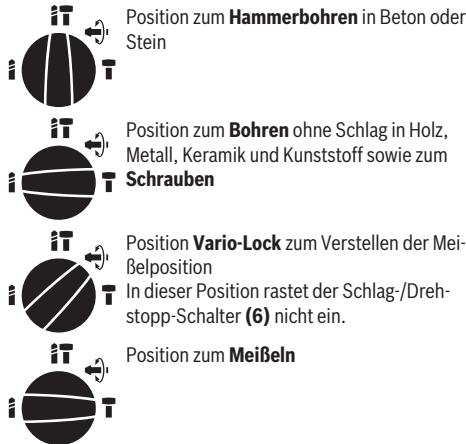 Position zum Hammerbohren in Beton oder
Stein
Position zum Bohren ohne Schlag in Holz,
Metall, Keramik und Kunststoff sowie zum
Schrauben
Position Vario-Lock zum Verstellen der Mei-
ßelposition
In dieser Position rastet der Schlag-/Dreh-
stopp-Schalter (6) nicht ein.
Position zum Meißeln